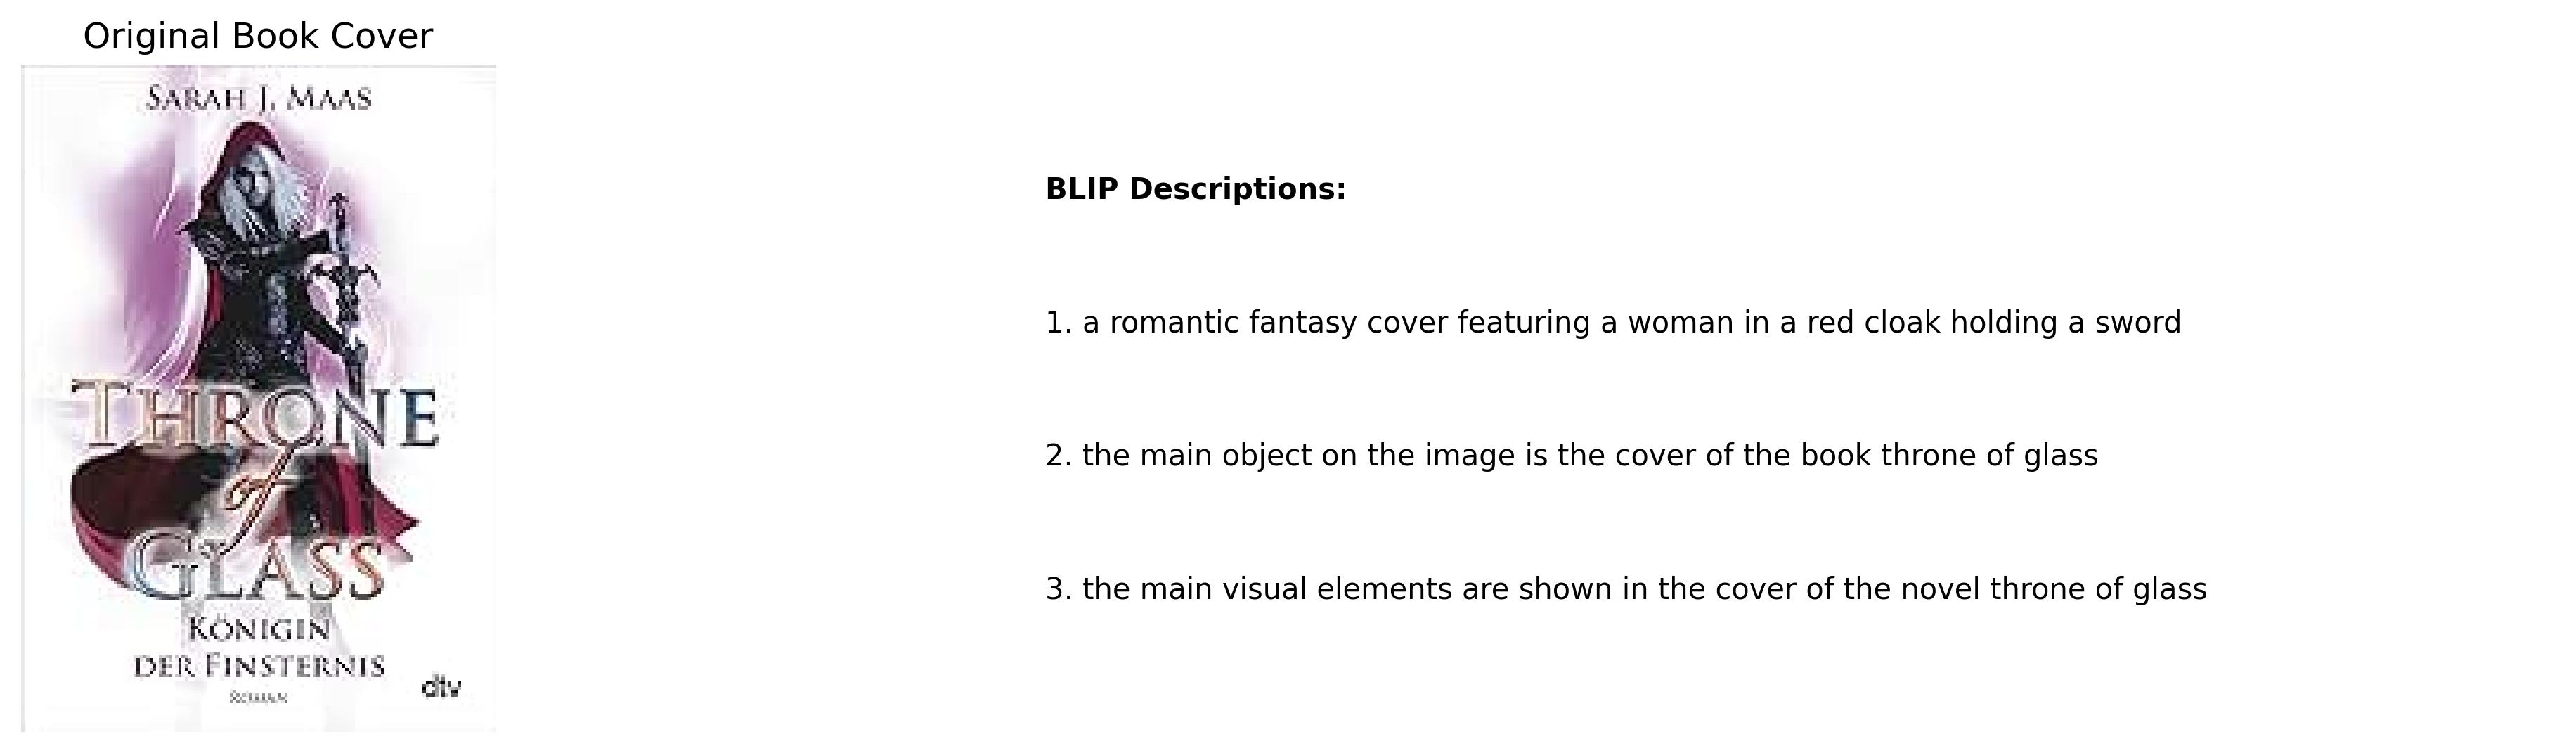 Original Book Cover
SARAH J. MAAS
THRONE
of
GLASS
KÖNIGIN
DER FINSTERNIS
ROMAN
dtv
BLIP Descriptions:
1. a romantic fantasy cover featuring a woman in a red cloak holding a sword
2. the main object on the image is the cover of the book throne of glass
3. the main visual elements are shown in the cover of the novel throne of glass